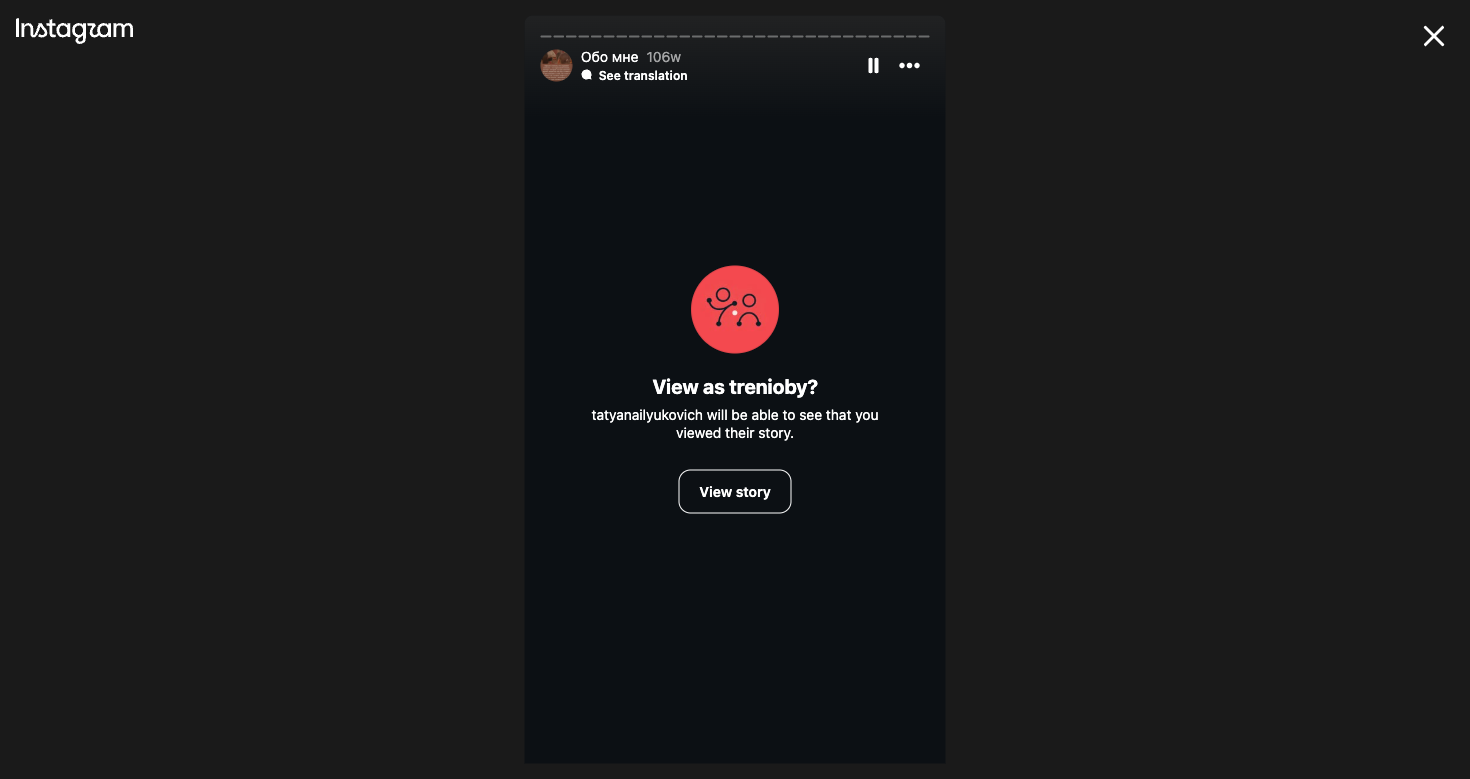 Instagram
Обо мне 106w
See translation
View as trenioby?
tatyanailyukovich will be able to see that you
viewed their story.
View story